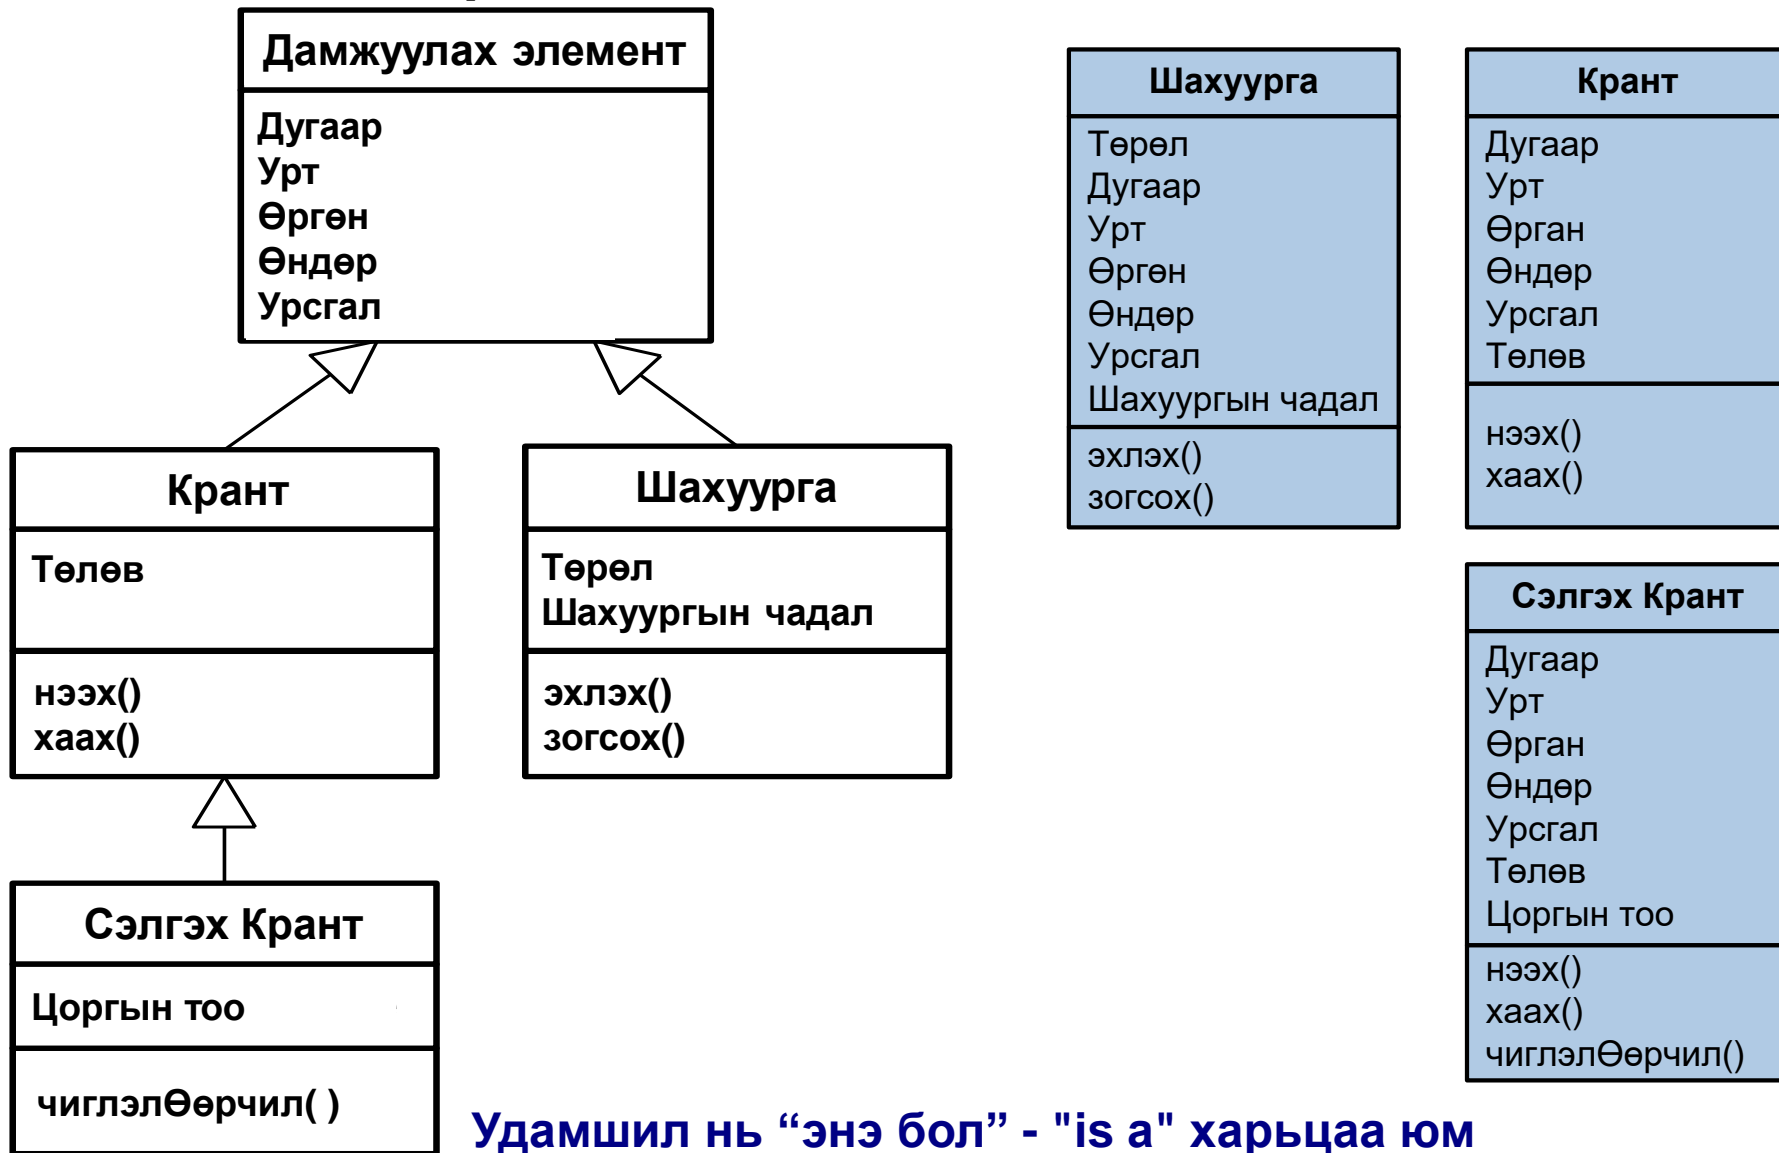 Дамжуулах элемент
Дугаар
Урт
Өргөн
Өндөр
Урсгал
Крант
Төлөв
нээх()
хаах()
Шахуурга
Төрөл
Шахуургын чадал
эхлэх()
зогсох()
Сэлгэх Крант
Цоргын тоо
чиглэлӨөрчил( )
Шахуурга
Төрөл
Дугаар
Урт
Өргөн
Өндөр
Урсгал
Шахуургын чадал
эхлэх()
зогсох()
Крант
Дугаар
Урт
Өрган
Өндөр
Урсгал
Төлөв
нээх()
хаах()
Сэлгэх Крант
Дугаар
Урт
Өрган
Өндөр
Урсгал
Төлөв
Цоргын тоо
нээх()
хаах()
чиглэлӨөрчил()
Удамшил нь “энэ бол” - "is a" харьцаа юм